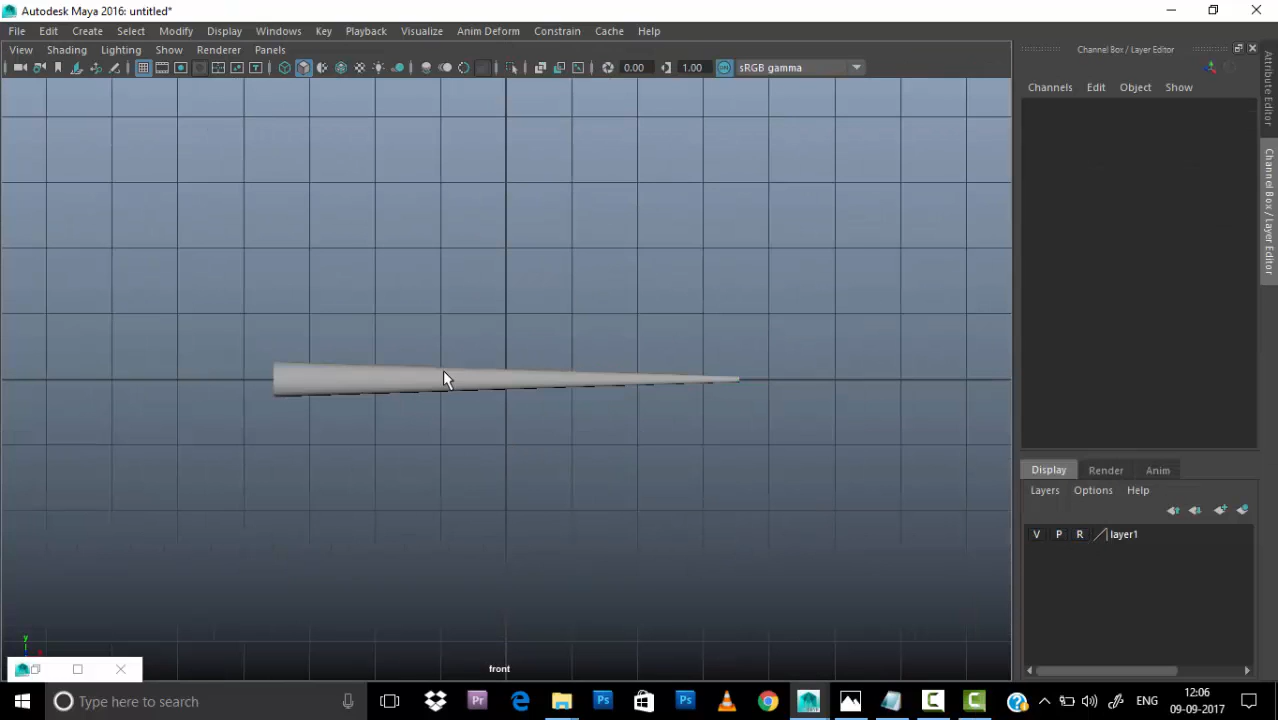 Autodesk Maya 2016: untitled*
File Edit Create Select Modify Display Windows Key Playback Visualize Anim Deform Constrain Cache Help
View Shading Lighting Show Renderer Panels
0.00 1.00 sRGB gamma
Channel Box / Layer Editor
Channels Edit Object Show
Attribute Editor
Channel Box / Layer Editor
Display Render Anim
Layers Options Help
V P R layer1
y
front
Type here to search
ENG
12:06
09-09-2017